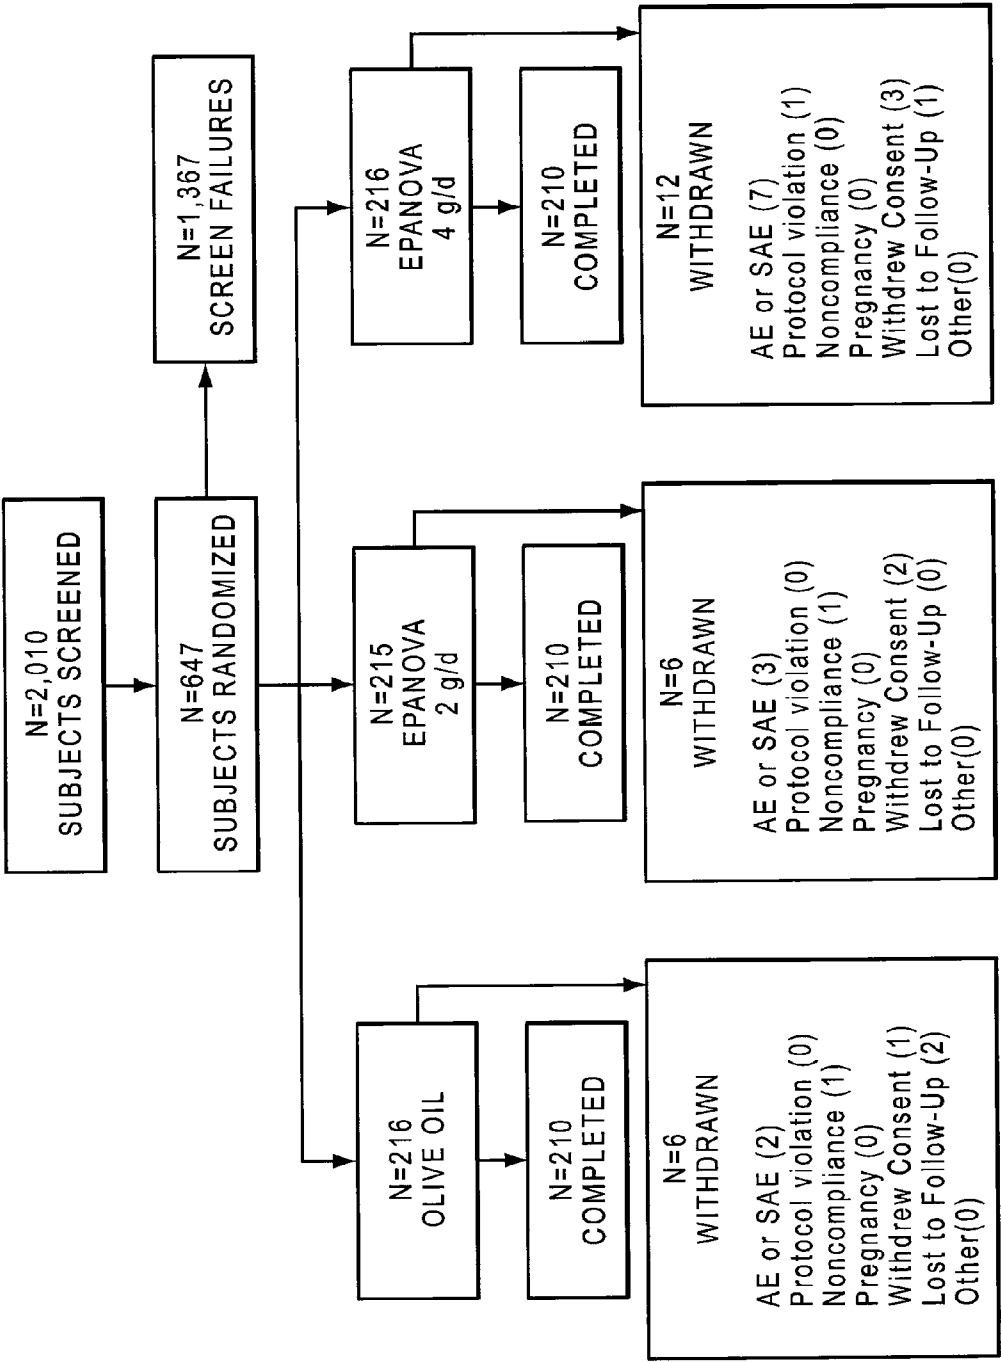 N=2,010
SUBJECTS SCREENED
N=647
SUBJECTS RANDOMIZED
N=1,367
SCREEN FAILURES
N=216
OLIVE OIL
N=210
COMPLETED
N=6
WITHDRAWN
AE or SAE (2)
Protocol violation (0)
Noncompliance (1)
Pregnancy (0)
Withdrew Consent (1)
Lost to Follow-Up (2)
Other(0)
N=215
EPANOVA
2 g/d
N=210
COMPLETED
N=6
WITHDRAWN
AE or SAE (3)
Protocol violation (0)
Noncompliance (1)
Pregnancy (0)
Withdrew Consent (2)
Lost to Follow-Up (0)
Other(0)
N=216
EPANOVA
4 g/d
N=210
COMPLETED
N=12
WITHDRAWN
AE or SAE (7)
Protocol violation (1)
Noncompliance (0)
Pregnancy (0)
Withdrew Consent (3)
Lost to Follow-Up (1)
Other(0)